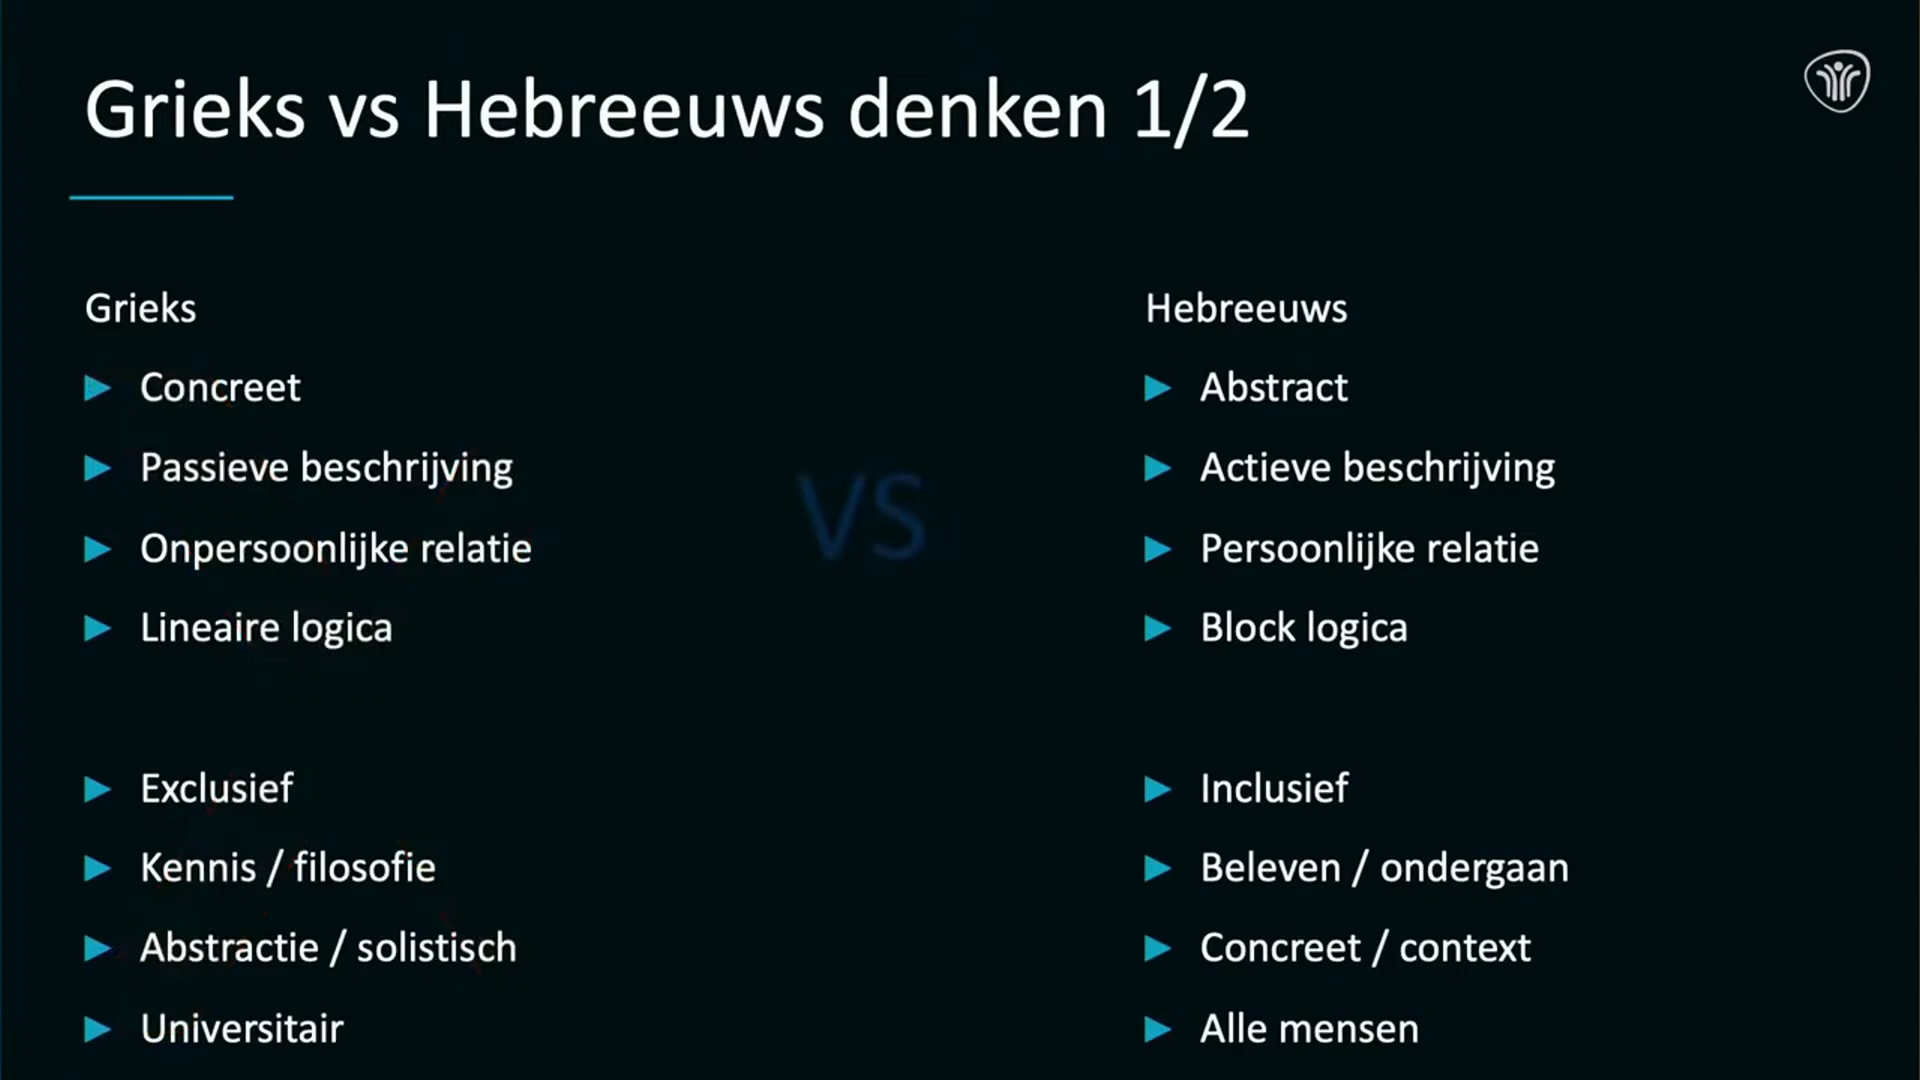 Grieks vs Hebreeuws denken 1/2
Grieks
Concreet
Passieve beschrijving
Onpersoonlijke relatie
Lineaire logica
Exclusief
Kennis / filosofie
Abstractie / solistisch
Universitair
VS
Hebreeuws
Abstract
Actieve beschrijving
Persoonlijke relatie
Block logica
Inclusief
Beleven / ondergaan
Concreet / context
Alle mensen